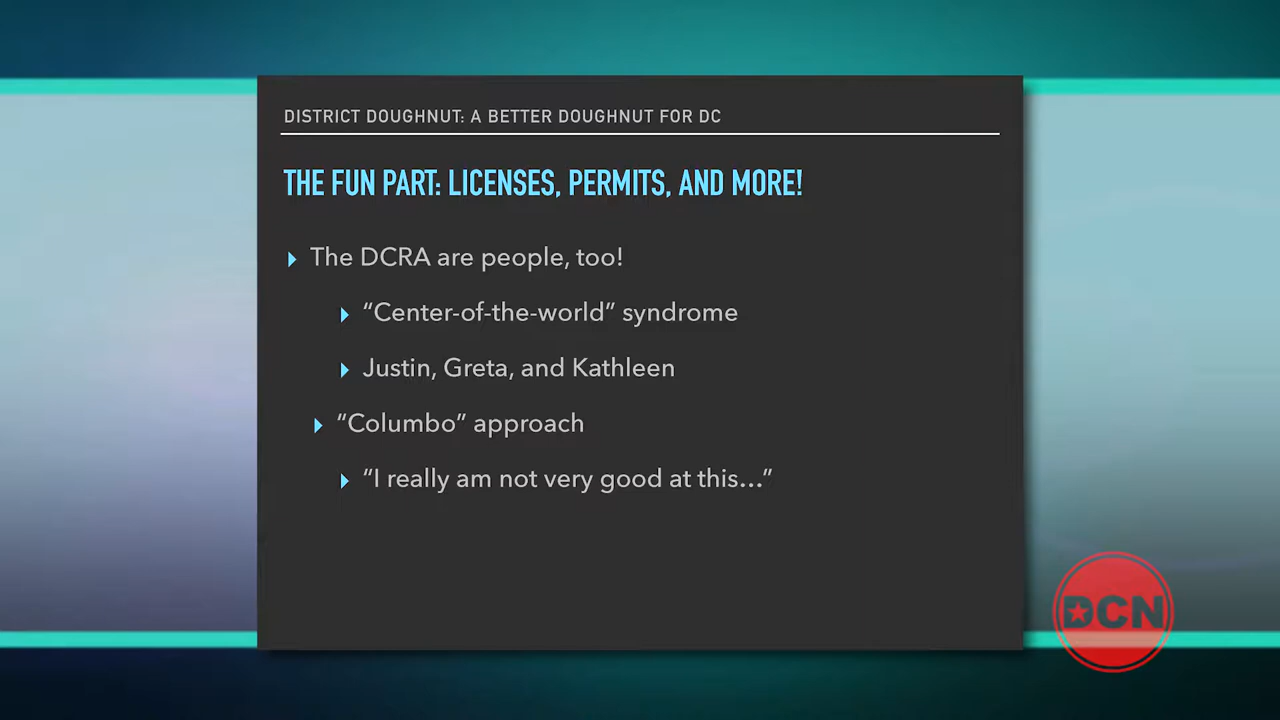 DISTRICT DOUGHNUT: A BETTER DOUGHNUT FOR DC
THE FUN PART: LICENSES, PERMITS, AND MORE!
The DCRA are people, too!
“Center-of-the-world” syndrome
Justin, Greta, and Kathleen
“Columbo” approach
“I really am not very good at this…”
DCN